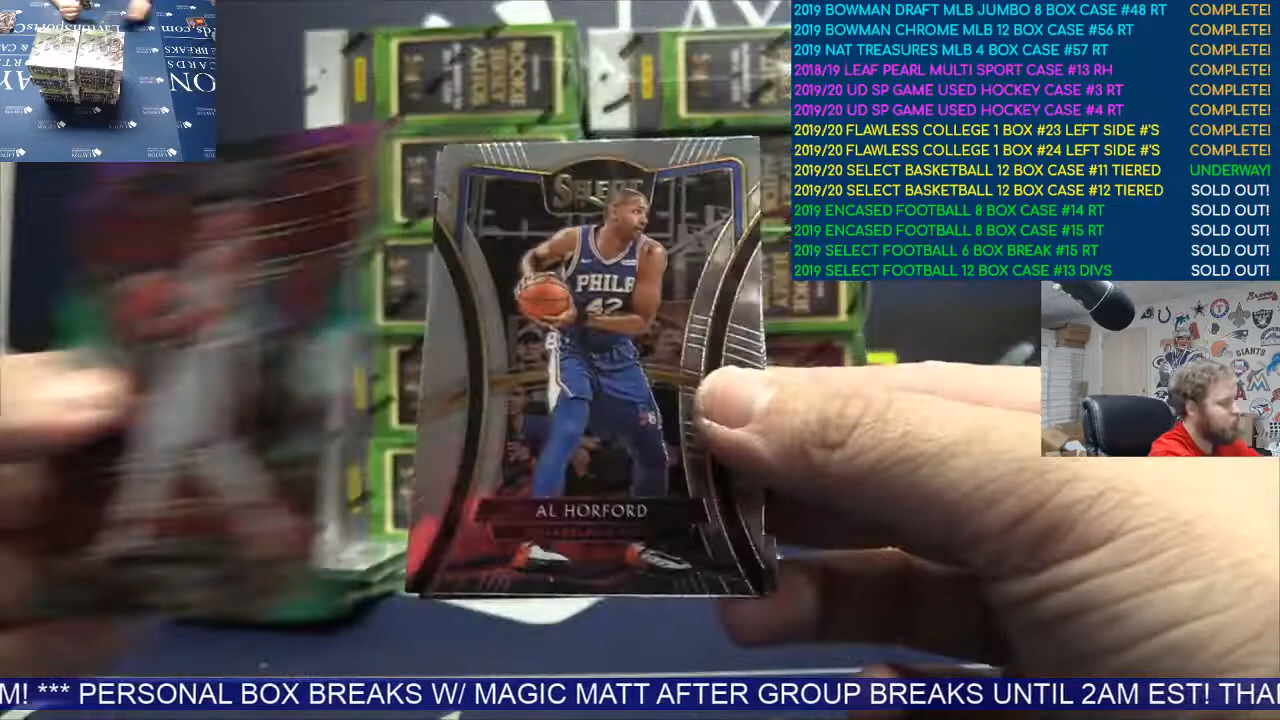 2019 BOWMAN DRAFT MLB JUMBO 8 BOX CASE #48 RT COMPLETE!
2019 BOWMAN CHROME MLB 12 BOX CASE #56 RT COMPLETE!
2019 NAT TREASURES MLB 4 BOX CASE #57 RT COMPLETE!
2018/19 LEAF PEARL MULTI SPORT CASE #13 RH COMPLETE!
2019/20 UD SP GAME USED HOCKEY CASE #3 RT COMPLETE!
2019/20 UD SP GAME USED HOCKEY CASE #4 RT COMPLETE!
2019/20 FLAWLESS COLLEGE 1 BOX #23 LEFT SIDE #'S COMPLETE!
2019/20 FLAWLESS COLLEGE 1 BOX #24 LEFT SIDE #'S COMPLETE!
2019/20 SELECT BASKETBALL 12 BOX CASE #11 TIERED UNDERWAY!
2019/20 SELECT BASKETBALL 12 BOX CASE #12 TIERED SOLD OUT!
2019 ENCASED FOOTBALL 8 BOX CASE #14 RT SOLD OUT!
2019 ENCASED FOOTBALL 8 BOX CASE #15 RT SOLD OUT!
2019 SELECT FOOTBALL 6 BOX BREAK #15 RT SOLD OUT!
2019 SELECT FOOTBALL 12 BOX CASE #13 DIVS SOLD OUT!
ROOKIE
JERSEY
AUTOS
SELECT
PHILA
42
AL HORFORD
GIANTS
M! *** PERSONAL BOX BREAKS W/ MAGIC MATT AFTER GROUP BREAKS UNTIL 2AM EST! THA